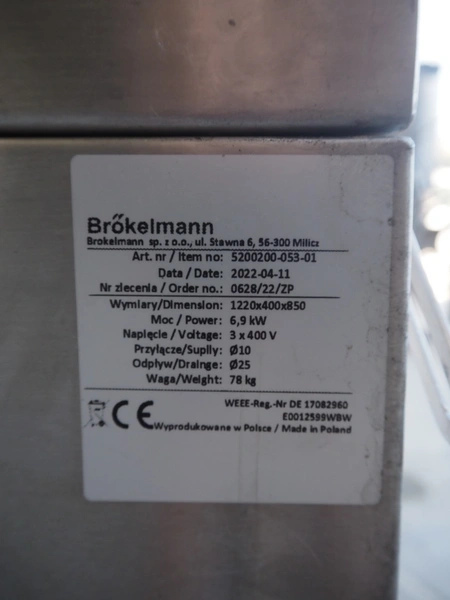 Brőkelmann
Brokelmann sp. z o.o., ul. Stawna 6, 56-300 Milicz
Art. nr / Item no: 5200200-053-01
Data / Date: 2022-04-11
Nr zlecenia / Order no.: 0628/22/ZP
Wymiary/Dimension: 1220x400x850
Moc / Power: 6,9 kW
Napięcie / Voltage: 3 x 400 V
Przyłącze/Suplly: Ø10
Odpływ/Drainge: Ø25
Waga/Weight: 78 kg
WEEE-Reg.-Nr DE 17082960
E0012599WBW
CE Wyprodukowane w Polsce / Made in Poland